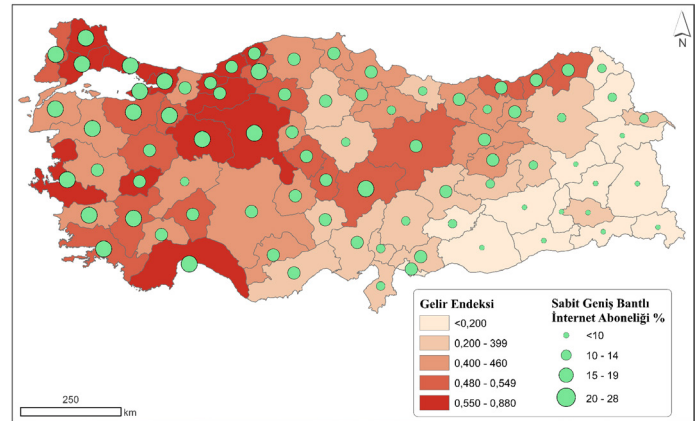 N
Gelir Endeksi
<0,200
0,200 - 399
0,400 - 460
0,480 - 0,549
0,550 - 0,880
Sabit Geniş Bantlı
İnternet Aboneliği %
<10
10 - 14
15 - 19
20 - 28
250
km